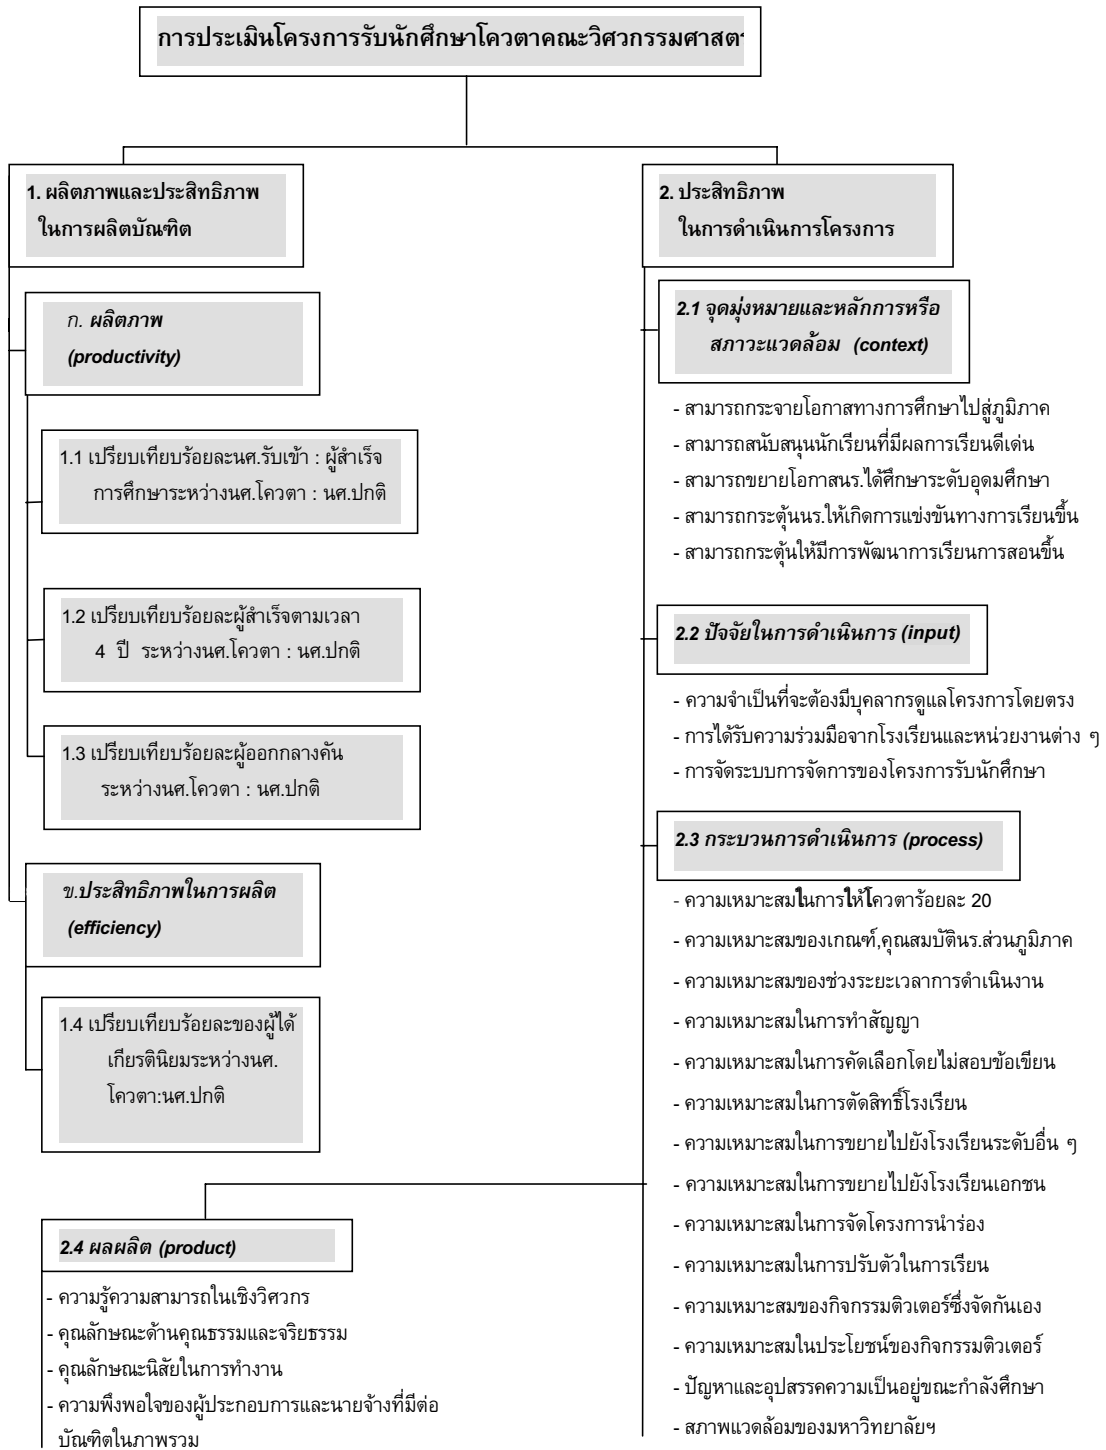 การประเมินโครงการรับนักศึกษาโควตาคณะวิศวกรรมศาสตร
1. ผลิตภาพและประสิทธิภาพ
ในการผลิตบัณฑิต
ก. ผลิตภาพ
(productivity)
1.1 เปรียบเทียบร้อยละนศ.รับเข้า : ผู้สำเร็จ
การศึกษาระหว่างนศ.โควตา : นศ.ปกติ
1.2 เปรียบเทียบร้อยละผู้สำเร็จตามเวลา
4 ปี ระหว่างนศ.โควตา : นศ.ปกติ
1.3 เปรียบเทียบร้อยละผู้ออกกลางคัน
ระหว่างนศ.โควตา : นศ.ปกติ
ข.ประสิทธิภาพในการผลิต
(efficiency)
1.4 เปรียบเทียบร้อยละของผู้ได้
เกียรตินิยมระหว่างนศ.
โควตา:นศ.ปกติ
2. ประสิทธิภาพ
ในการดำเนินการโครงการ
2.1 จุดมุ่งหมายและหลักการหรือ
สภาวะแวดล้อม (context)
- สามารถกระจายโอกาสทางการศึกษาไปสู่ภูมิภาค
- สามารถสนับสนุนนักเรียนที่มีผลการเรียนดีเด่น
- สามารถขยายโอกาสนร.ได้ศึกษาระดับอุดมศึกษา
- สามารถกระตุ้นนร.ให้เกิดการแข่งขันทางการเรียนขึ้น
- สามารถกระตุ้นให้มีการพัฒนาการเรียนการสอนขึ้น
2.2 ปัจจัยในการดำเนินการ (input)
- ความจำเป็นที่จะต้องมีบุคลากรดูแลโครงการโดยตรง
- การได้รับความร่วมมือจากโรงเรียนและหน่วยงานต่าง ๆ
- การจัดระบบการจัดการของโครงการรับนักศึกษา
2.3 กระบวนการดำเนินการ (process)
- ความเหมาะสมในการให้โควตาร้อยละ 20
- ความเหมาะสมของเกณฑ์,คุณสมบัตินร.ส่วนภูมิภาค
- ความเหมาะสมของช่วงระยะเวลาการดำเนินงาน
- ความเหมาะสมในการทำสัญญา
- ความเหมาะสมในการคัดเลือกโดยไม่สอบข้อเขียน
- ความเหมาะสมในการตัดสิทธิ์โรงเรียน
- ความเหมาะสมในการขยายไปยังโรงเรียนระดับอื่น ๆ
- ความเหมาะสมในการขยายไปยังโรงเรียนเอกชน
- ความเหมาะสมในการจัดโครงการนำร่อง
- ความเหมาะสมในการปรับตัวในการเรียน
- ความเหมาะสมของกิจกรรมติวเตอร์ซึ่งจัดกันเอง
- ความเหมาะสมในประโยชน์ของกิจกรรมติวเตอร์
- ปัญหาและอุปสรรคความเป็นอยู่ขณะกำลังศึกษา
- สภาพแวดล้อมของมหาวิทยาลัยฯ
2.4 ผลผลิต (product)
- ความรู้ความสามารถในเชิงวิศวกร
- คุณลักษณะด้านคุณธรรมและจริยธรรม
- คุณลักษณะนิสัยในการทำงาน
- ความพึงพอใจของผู้ประกอบการและนายจ้างที่มีต่อ
บัณฑิตในภาพรวม